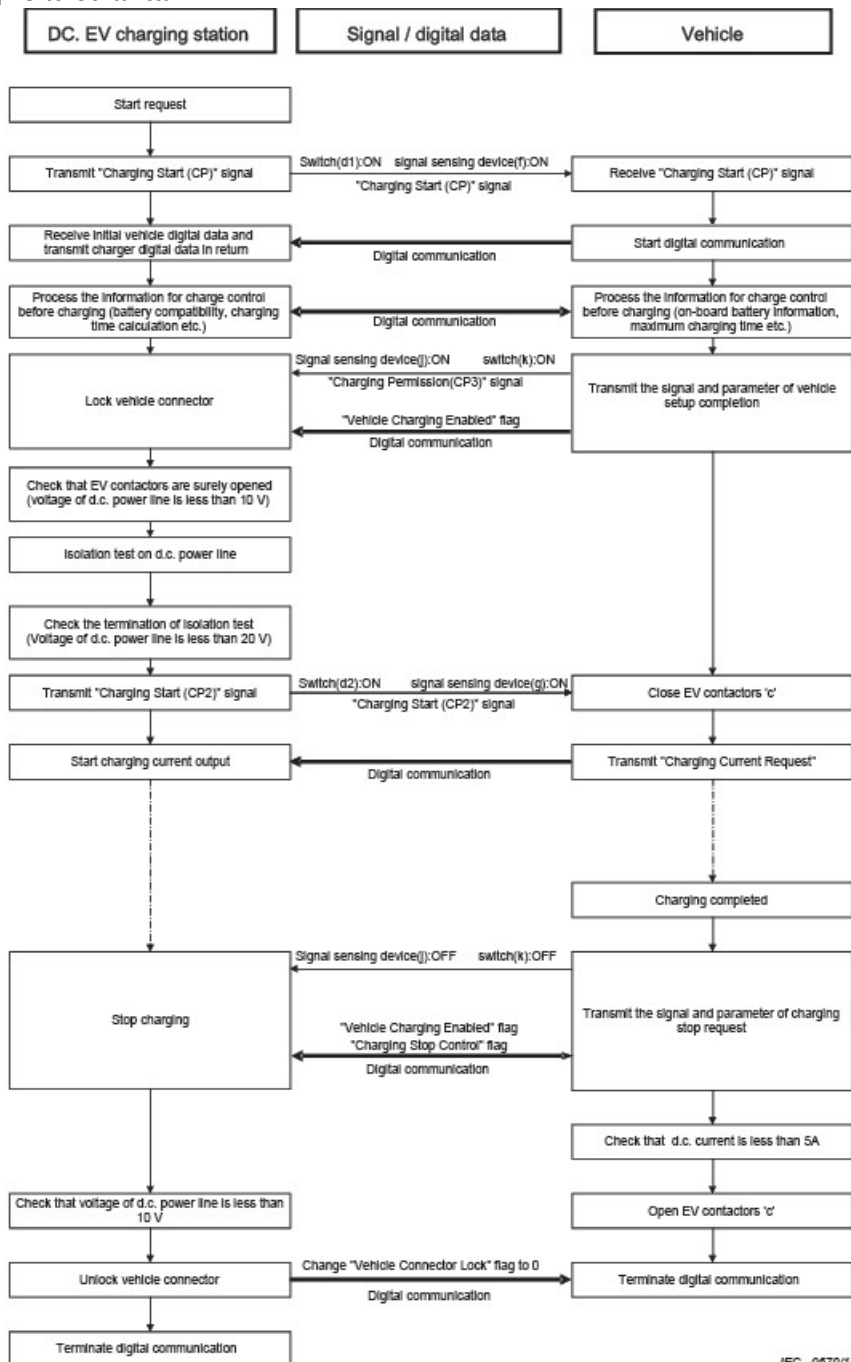 DC. EV charging station
Signal / digital data
Vehicle
Start request
Transmit "Charging Start (CP)" signal
Switch(d1):ON signal sensing device(f):ON
"Charging Start (CP)" signal
Receive "Charging Start (CP)" signal
Receive initial vehicle digital data and
transmit charger digital data in return
Digital communication
Start digital communication
Process the information for charge control
before charging (battery compatibility, charging
time calculation etc.)
Digital communication
Process the information for charge control
before charging (on-board battery information,
maximum charging time etc.)
Lock vehicle connector
Signal sensing device(j):ON switch(k):ON
"Charging Permission(CP3)" signal
"Vehicle Charging Enabled" flag
Digital communication
Transmit the signal and parameter of vehicle
setup completion
Check that EV contactors are surely opened
(voltage of d.c. power line is less than 10 V)
Isolation test on d.c. power line
Check the termination of isolation test
(Voltage of d.c. power line is less than 20 V)
Transmit "Charging Start (CP2)" signal
Switch(d2):ON signal sensing device(g):ON
"Charging Start (CP2)" signal
Close EV contactors 'c'
Start charging current output
Digital communication
Transmit "Charging Current Request"
Charging completed
Stop charging
Signal sensing device(j):OFF switch(k):OFF
"Vehicle Charging Enabled" flag
"Charging Stop Control" flag
Digital communication
Transmit the signal and parameter of charging
stop request
Check that d.c. current is less than 5A
Check that voltage of d.c. power line is less than
10 V
Open EV contactors 'c'
Unlock vehicle connector
Change "Vehicle Connector Lock" flag to 0
Digital communication
Terminate digital communication
Terminate digital communication